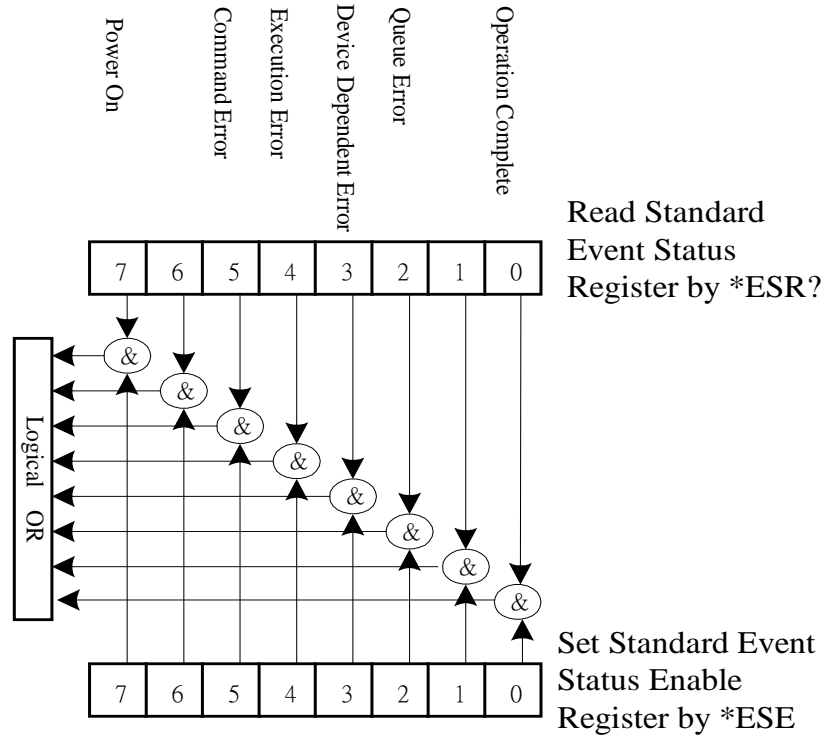 Power On
Command Error
Execution Error
Device Dependent Error
Queue Error
Operation Complete
Read Standard
Event Status
Register by *ESR?
7 6 5 4 3 2 1 0
&
&
&
&
&
&
&
&
Logical OR
Set Standard Event
Status Enable
Register by *ESE
7 6 5 4 3 2 1 0